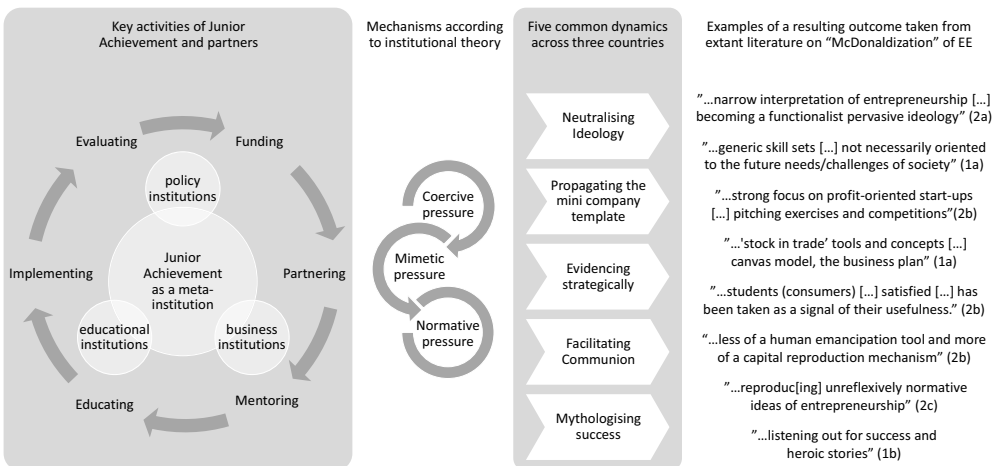 Key activities of Junior
Achievement and partners
Evaluating
Funding
policy
institutions
Implementing
Junior
Achievement
as a meta-
institution
Partnering
educational
institutions
business
institutions
Educating
Mentoring
Mechanisms according
to institutional theory
Coercive
pressure
Mimetic
pressure
Normative
pressure
Five common dynamics
across three countries
Neutralising
Ideology
Propagating the
mini company
template
Evidencing
strategically
Facilitating
Communion
Mythologising
success
Examples of a resulting outcome taken from
extant literature on “McDonaldization” of EE
”…narrow interpretation of entrepreneurship […]
becoming a functionalist pervasive ideology” (2a)
”…generic skill sets […] not necessarily oriented
to the future needs/challenges of society” (1a)
”…strong focus on profit-oriented start-ups
[…] pitching exercises and competitions”(2b)
”…'stock in trade’ tools and concepts […]
canvas model, the business plan” (1a)
”…students (consumers) […] satisfied […] has
been taken as a signal of their usefulness.” (2b)
“…less of a human emancipation tool and more
of a capital reproduction mechanism” (2b)
”…reproduc[ing] unreflexively normative
ideas of entrepreneurship” (2c)
”…listening out for success and
heroic stories” (1b)